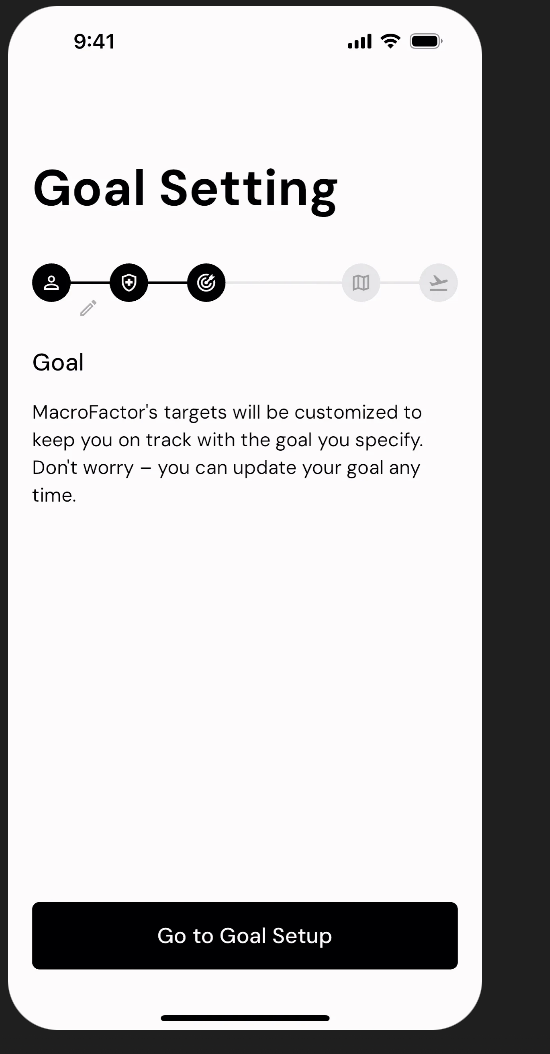 9:41
Goal Setting
Goal
MacroFactor's targets will be customized to
keep you on track with the goal you specify.
Don't worry – you can update your goal any
time.
Go to Goal Setup